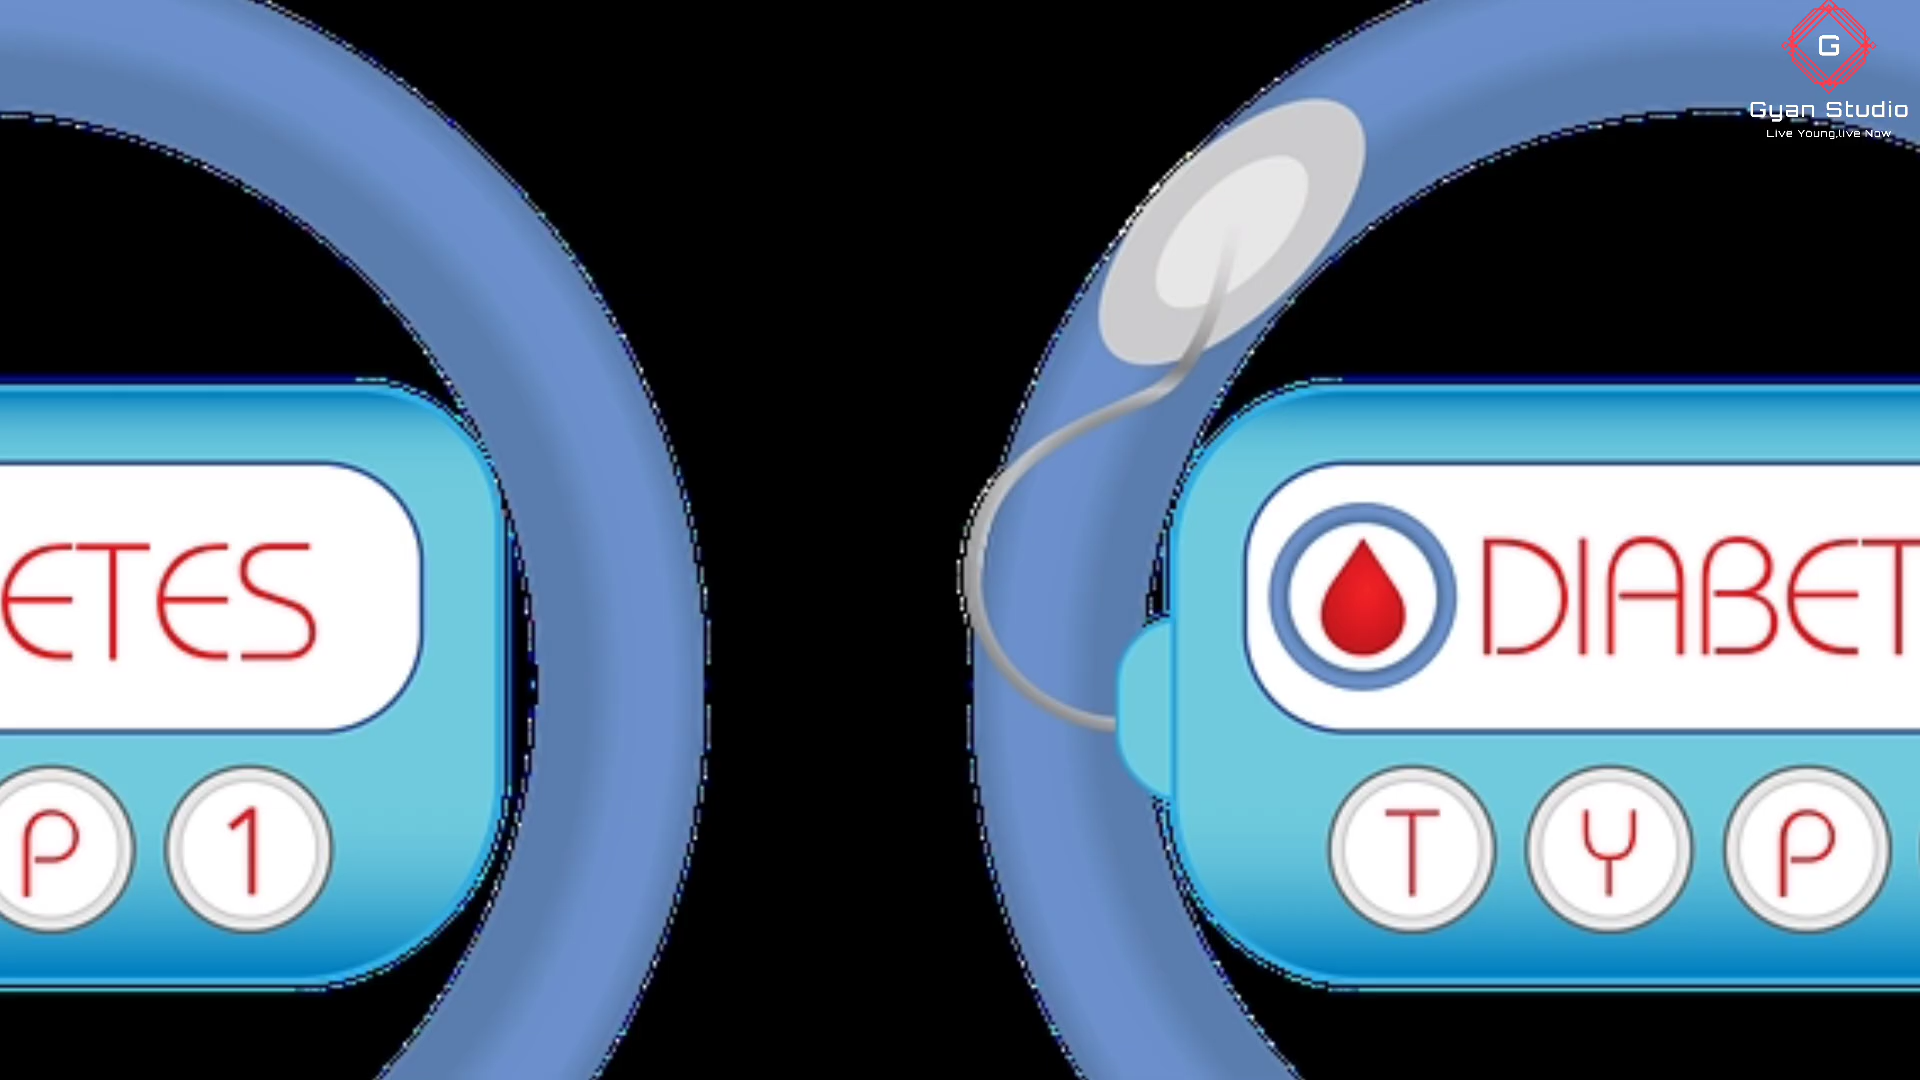 G
Gyan Studio
Live Young,live Now
ETES
P 1
DIABET
T Y P